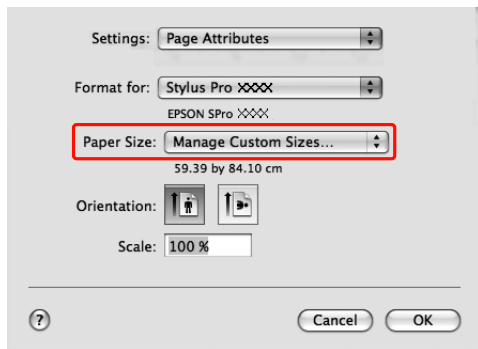 Settings: Page Attributes
Format for: Stylus Pro XXXX
EPSON SPro XXXX
Paper Size: Manage Custom Sizes...
59.39 by 84.10 cm
Orientation:
Scale: 100 %
? Cancel OK